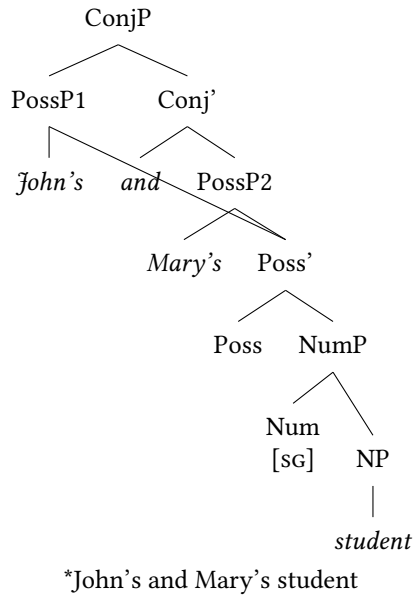 ConjP
PossP1 Conj’
John’s and PossP2
Mary’s Poss’
Poss NumP
Num
[SG] NP
student
*John’s and Mary’s student